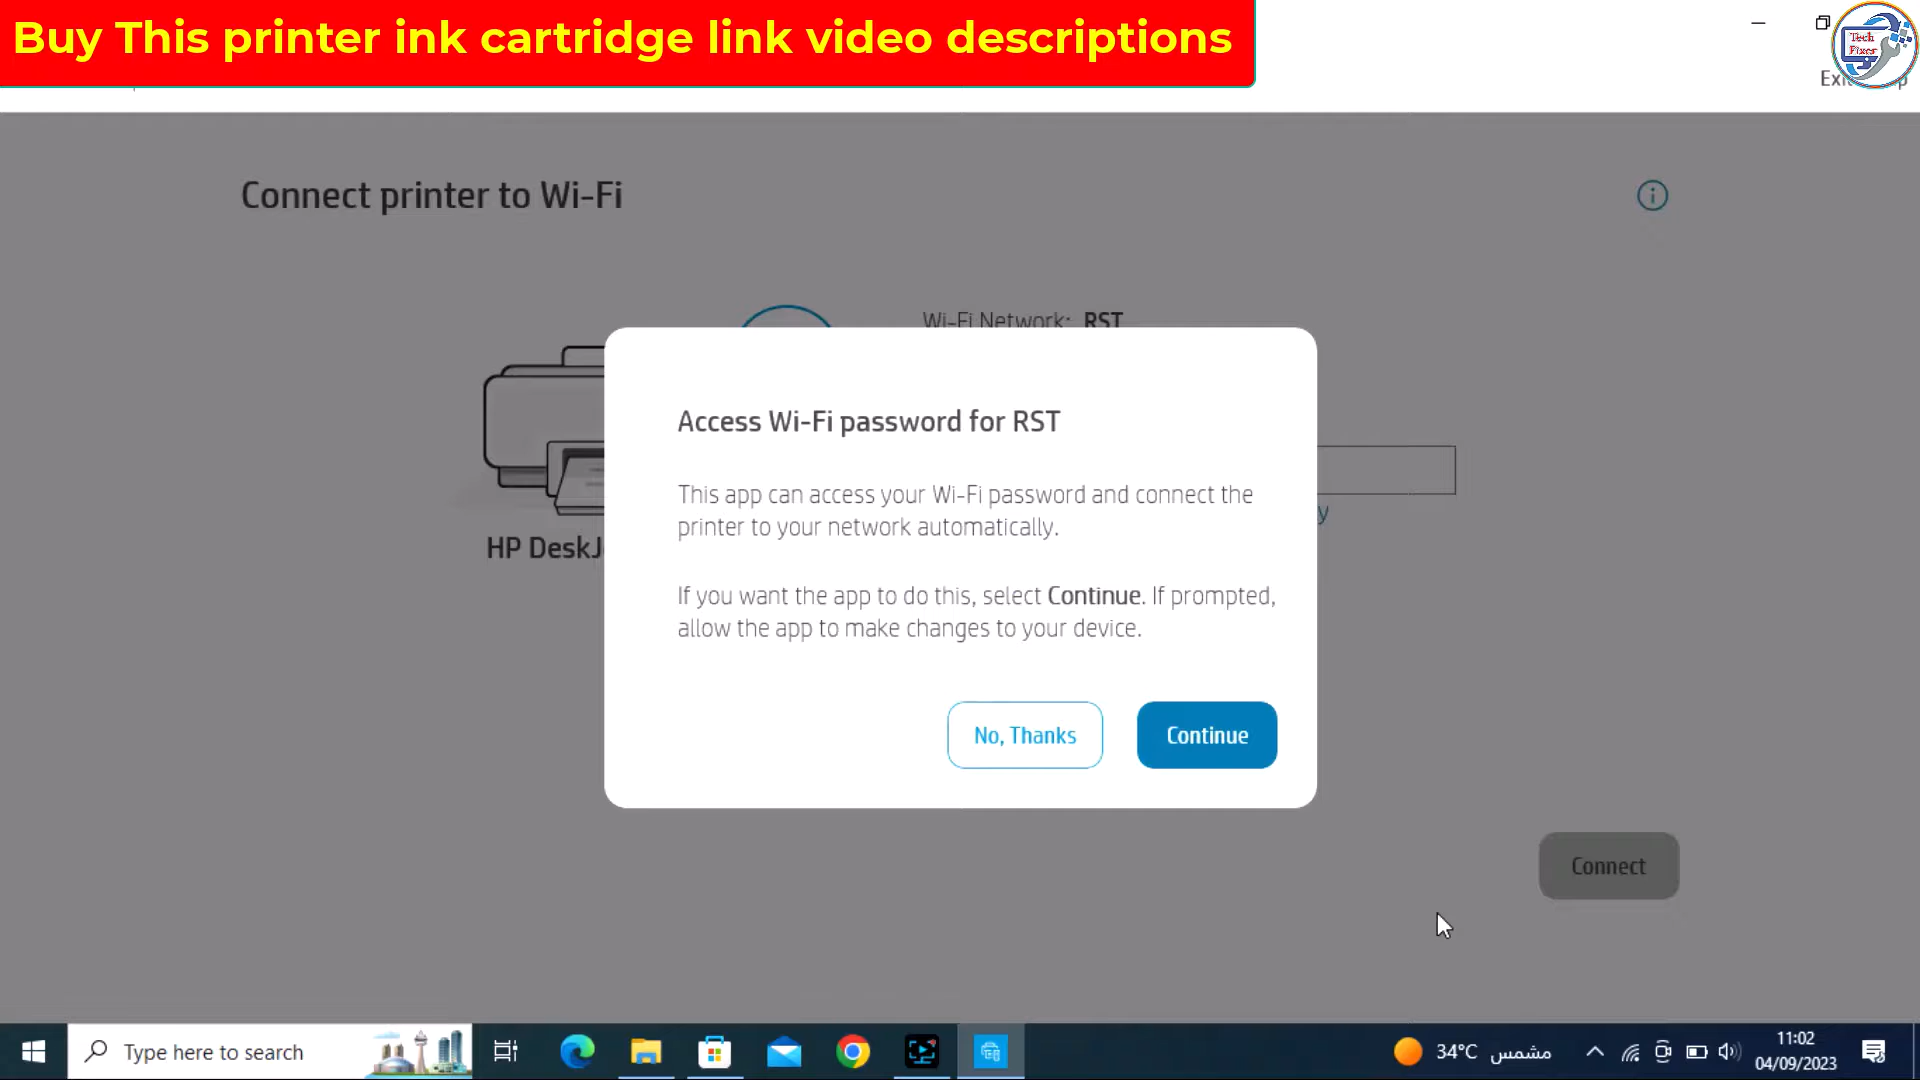 Buy This printer ink cartridge link video descriptions
Tech
Fixer
Connect printer to Wi-Fi
Wi-Fi Network: RST
HP DeskJ
Access Wi-Fi password for RST
This app can access your Wi-Fi password and connect the
printer to your network automatically.
If you want the app to do this, select Continue. If prompted,
allow the app to make changes to your device.
No, Thanks
Continue
Connect
Type here to search
34°C مشمس
11:02
04/09/2023